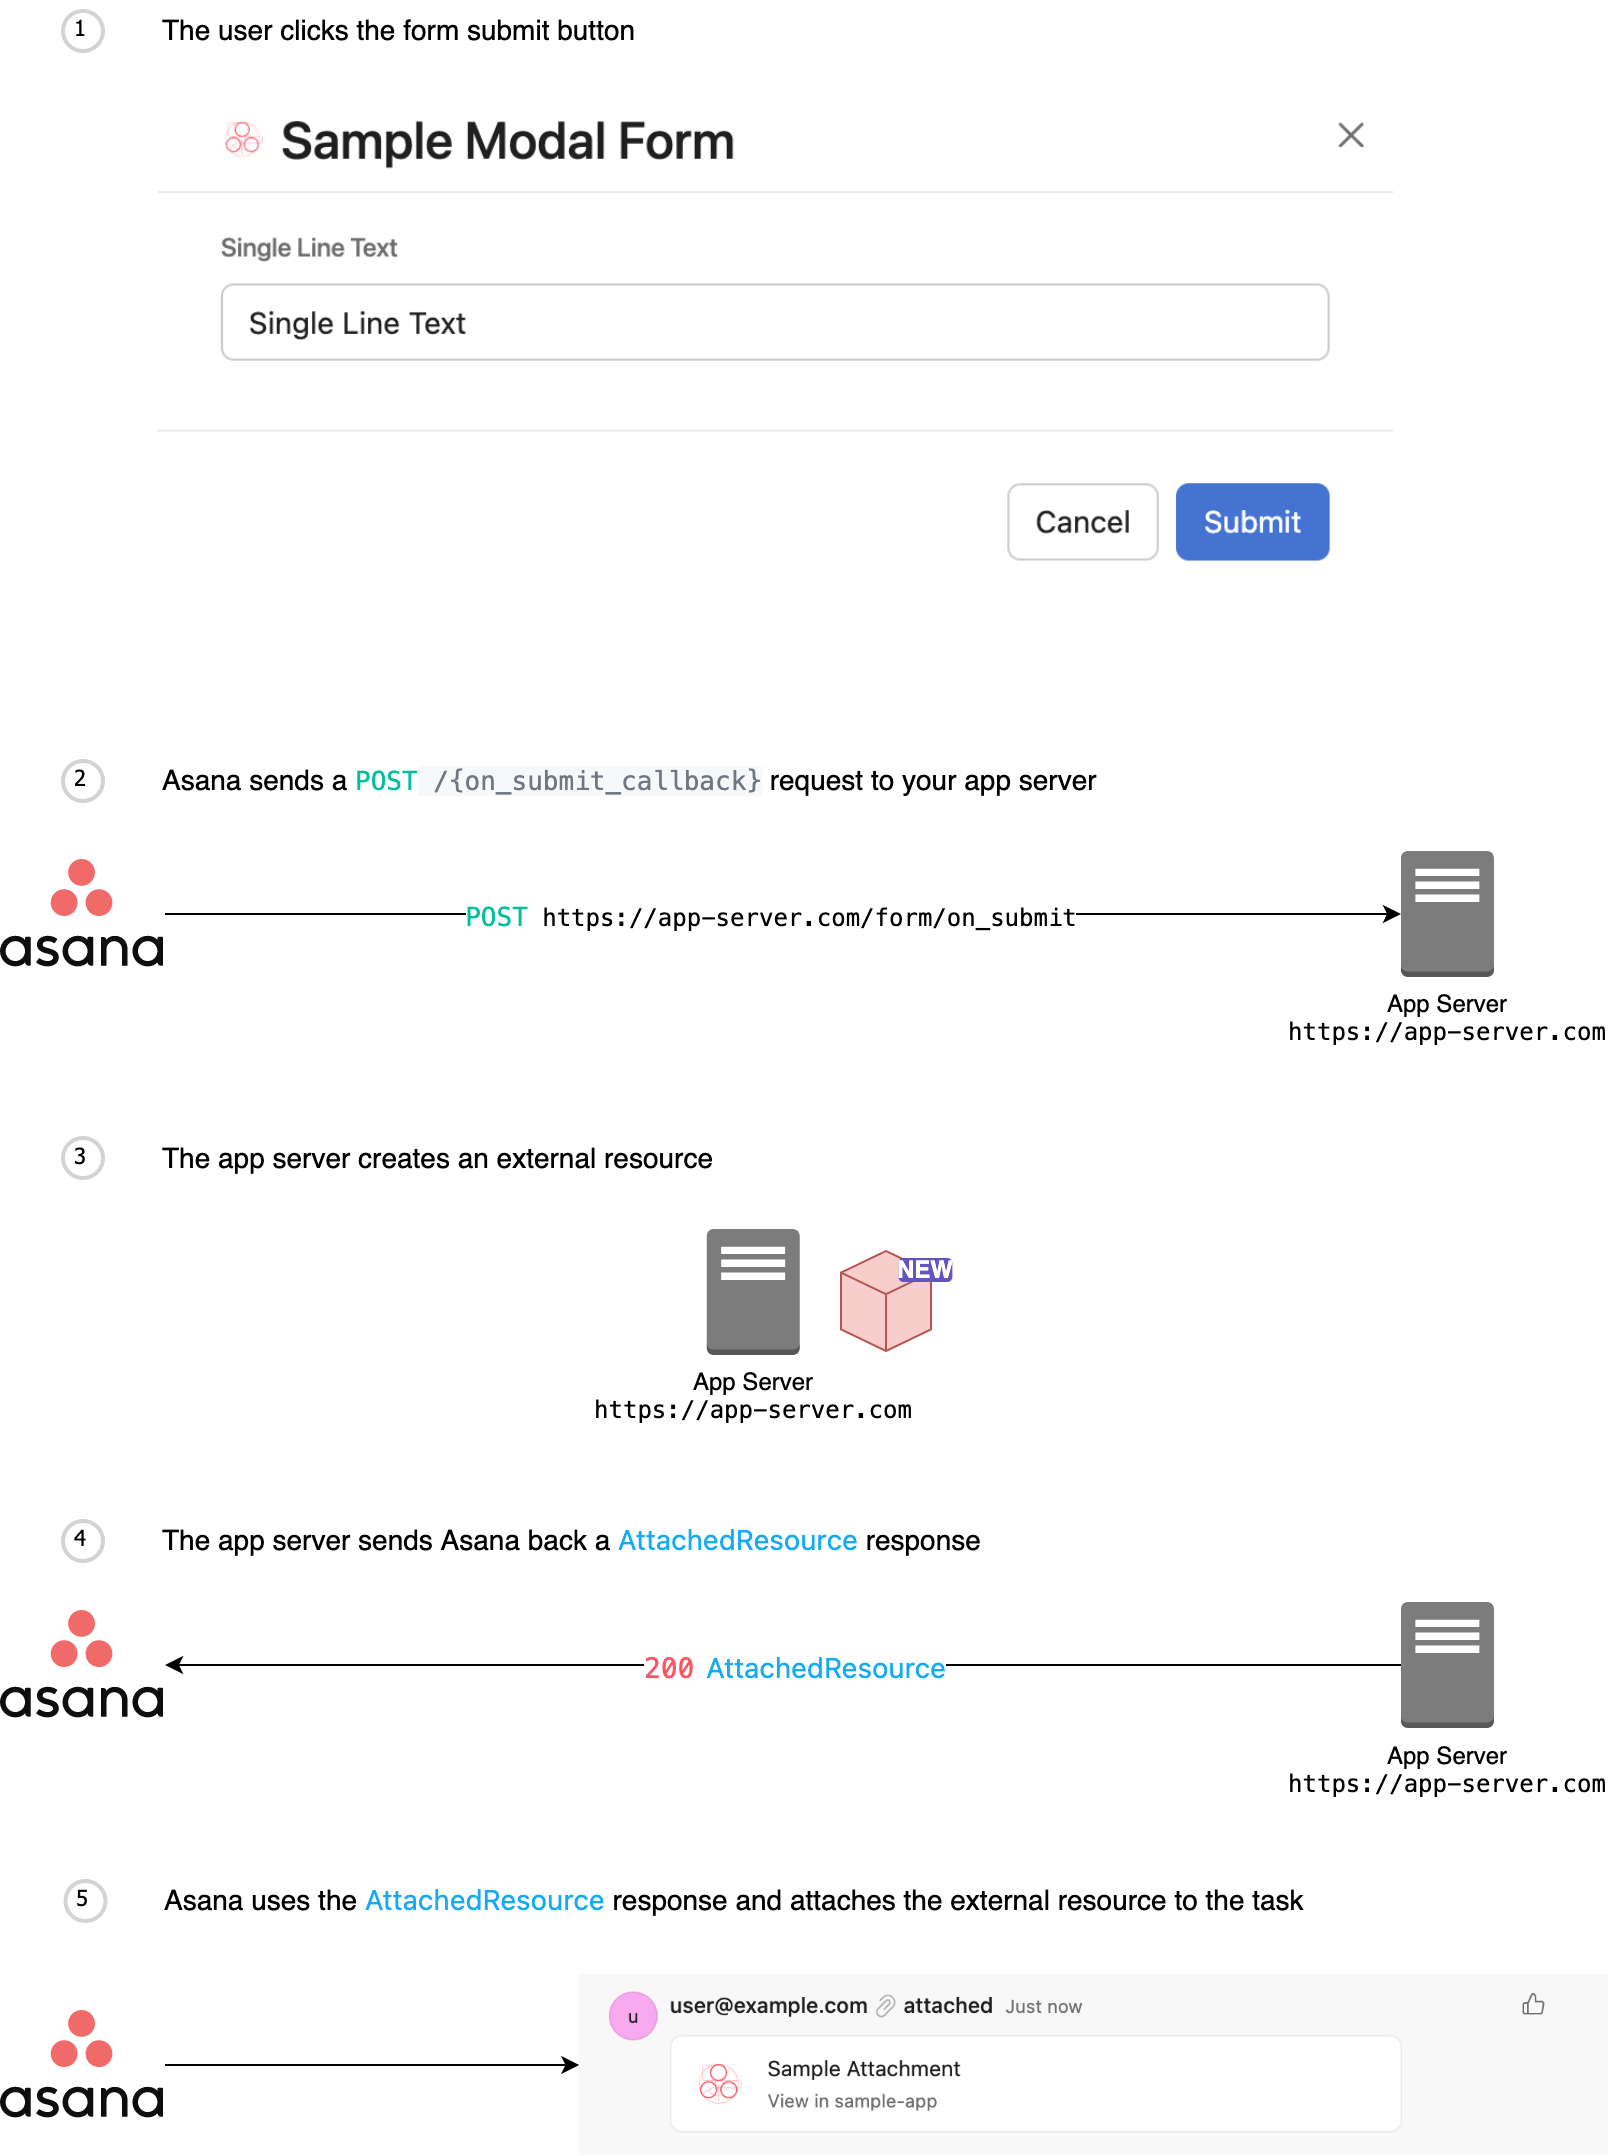 1
The user clicks the form submit button
Sample Modal Form
Single Line Text
Single Line Text
Cancel
Submit
2
Asana sends a POST /{on_submit_callback} request to your app server
asana
POST https://app-server.com/form/on_submit
App Server
https://app-server.com
3
The app server creates an external resource
NEW
App Server
https://app-server.com
4
The app server sends Asana back a AttachedResource response
asana
200 AttachedResource
App Server
https://app-server.com
5
Asana uses the AttachedResource response and attaches the external resource to the task
asana
u
user@example.com attached Just now
Sample Attachment
View in sample-app